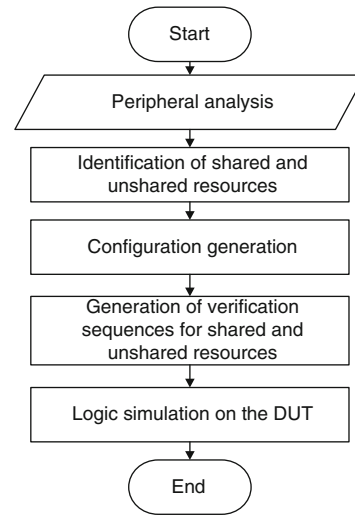 Start
Peripheral analysis
Identification of shared and
unshared resources
Configuration generation
Generation of verification
sequences for shared and
unshared resources
Logic simulation on the DUT
End